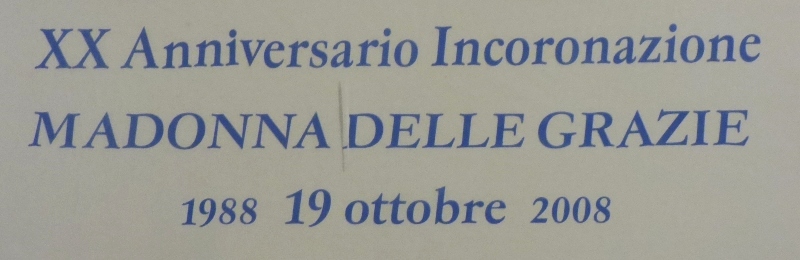 XX Anniversario Incoronazione
MADONNA DELLE GRAZIE
1988 19 ottobre 2008